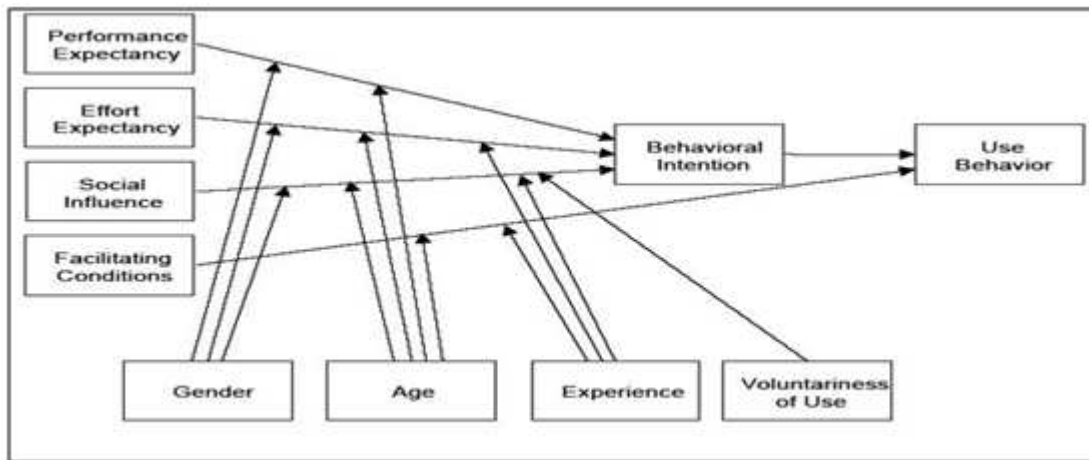 Performance
Expectancy
Effort
Expectancy
Social
Influence
Facilitating
Conditions
Behavioral
Intention
Use
Behavior
Gender
Age
Experience
Voluntariness
of Use